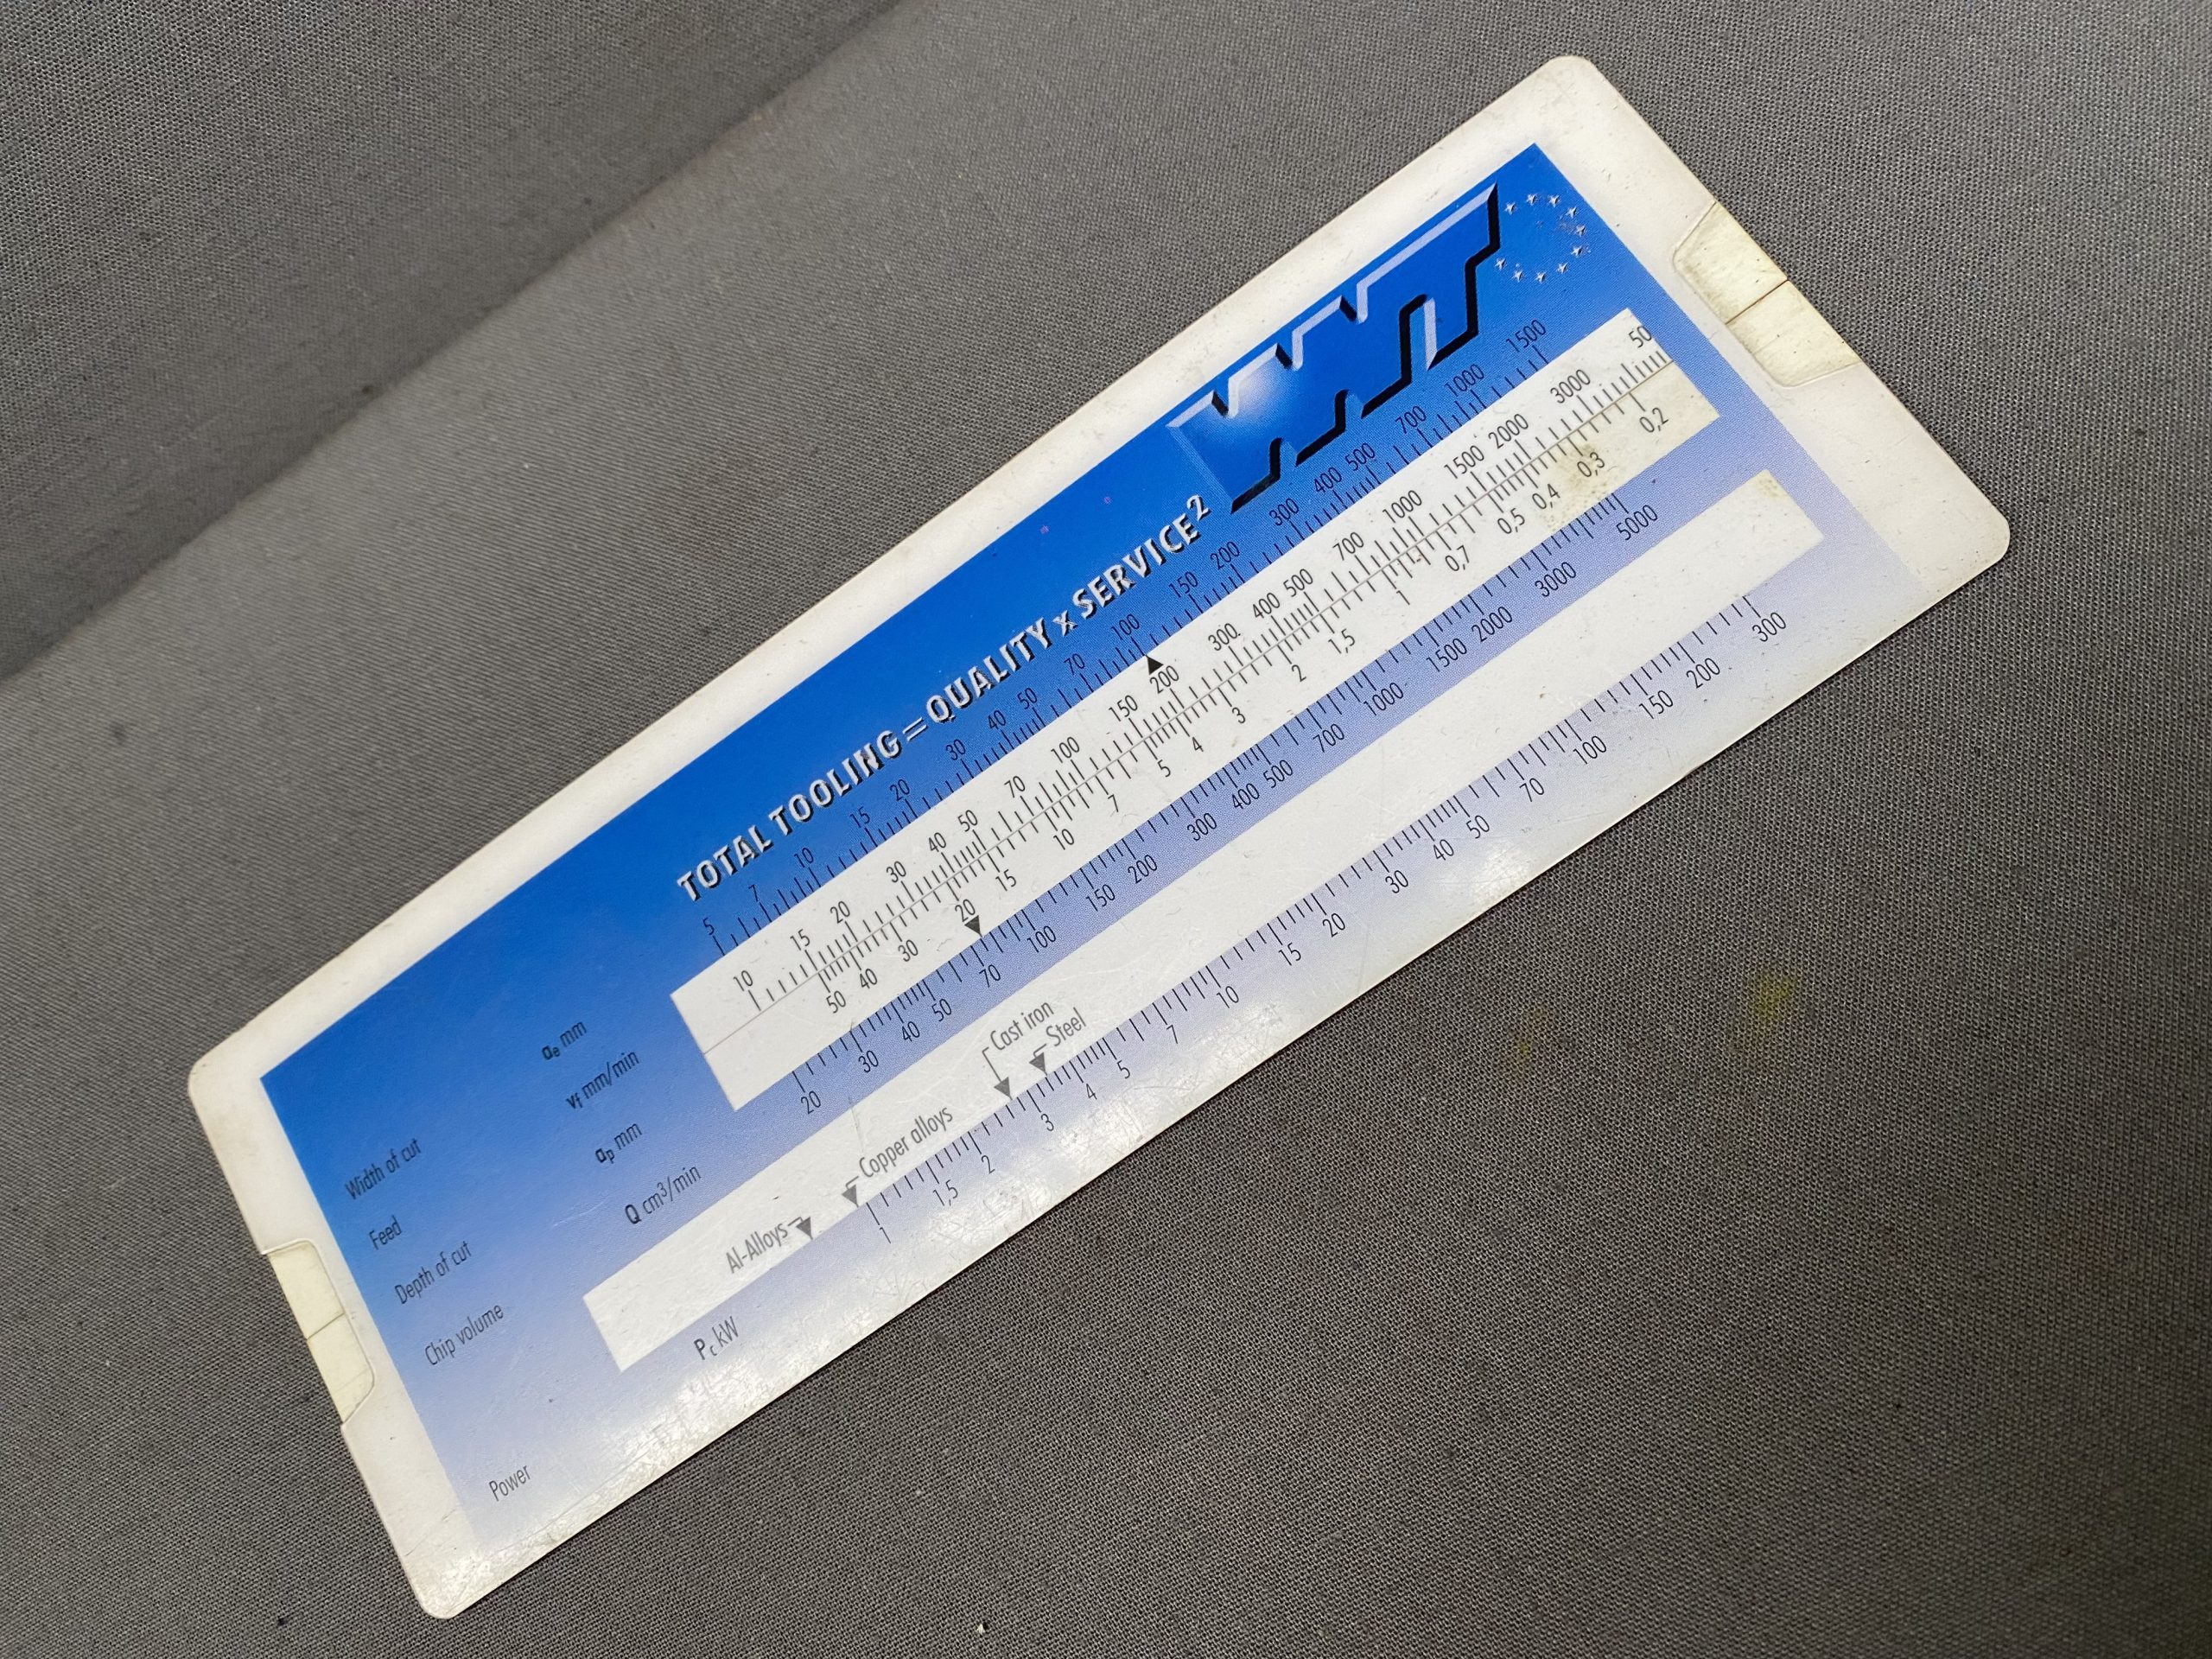 WNT
TOTAL TOOLING=QUALITY x SERVICE²
Width of cut aₑ mm 5 7 10 15 20 30 40 50 70 100 150 200 300 400 500 700 1000 1500
Feed vf mm/min 10 15 20 30 40 50 70 100 150 200 300 400 500 700 1000 1500 2000 3000 50
Depth of cut aₚ mm 50 40 30 20 15 10 7 5 4 3 2 1,5 1 0,7 0,5 0,4 0,3 0,2
Chip volume Q cm³/min 20 30 40 50 70 100 150 200 300 400 500 700 1000 1500 2000 3000 5000
Al-Alloys Copper alloys Cast iron Steel
Power Pc kW 1 1,5 2 3 4 5 7 10 15 20 30 40 50 70 100 150 200 300